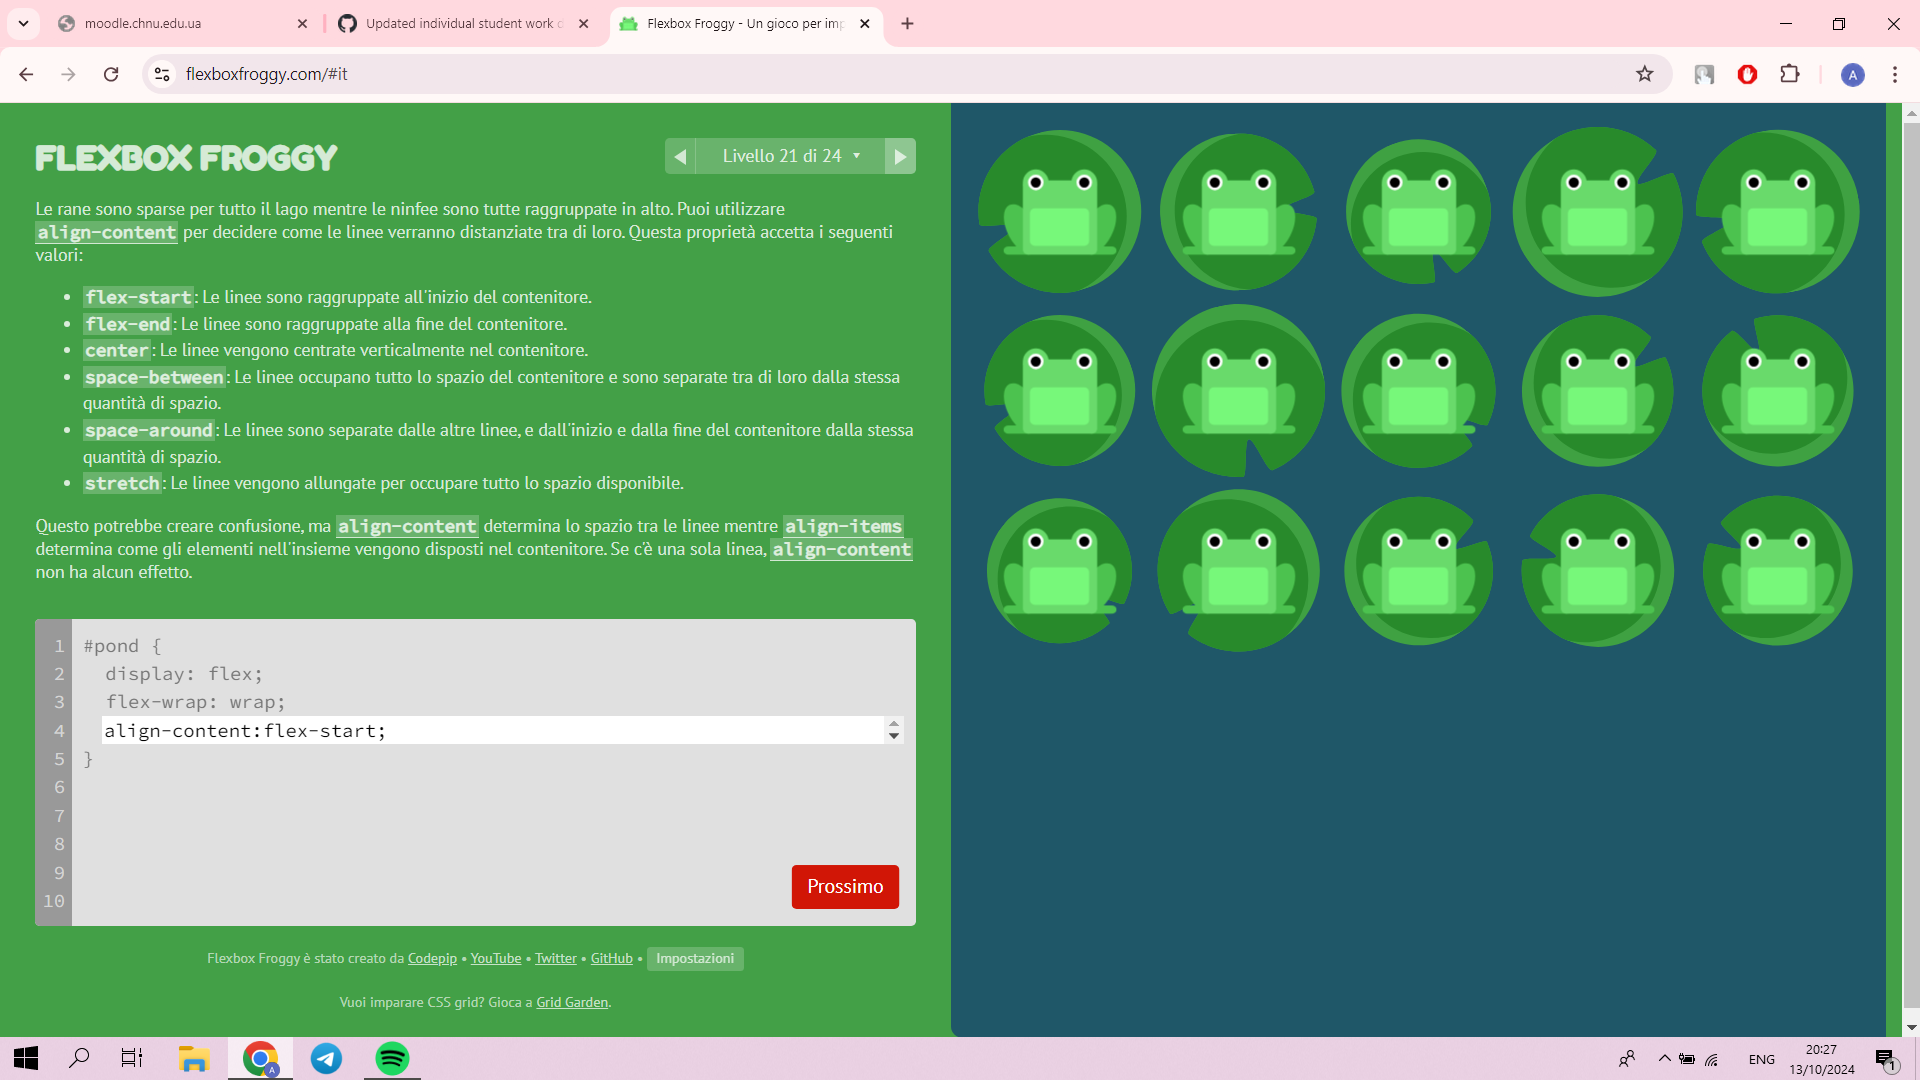 moodle.chnu.edu.ua
Updated individual student work c
Flexbox Froggy - Un gioco per imp
flexboxfroggy.com/#it
A
FLEXBOX FROGGY
Livello 21 di 24
Le rane sono sparse per tutto il lago mentre le ninfee sono tutte raggruppate in alto. Puoi utilizzare
align-content per decidere come le linee verranno distanziate tra di loro. Questa proprietà accetta i seguenti
valori:
• flex-start: Le linee sono raggruppate all'inizio del contenitore.
• flex-end: Le linee sono raggruppate alla fine del contenitore.
• center: Le linee vengono centrate verticalmente nel contenitore.
• space-between: Le linee occupano tutto lo spazio del contenitore e sono separate tra di loro dalla stessa
quantità di spazio.
• space-around: Le linee sono separate dalle altre linee, e dall'inizio e dalla fine del contenitore dalla stessa
quantità di spazio.
• stretch: Le linee vengono allungate per occupare tutto lo spazio disponibile.
Questo potrebbe creare confusione, ma align-content determina lo spazio tra le linee mentre align-items
determina come gli elementi nell'insieme vengono disposti nel contenitore. Se c'è una sola linea, align-content
non ha alcun effetto.
1 #pond {
2 display: flex;
3 flex-wrap: wrap;
4 align-content:flex-start;
5 }
6
7
8
9
10
Prossimo
Flexbox Froggy è stato creato da Codepip • YouTube • Twitter • GitHub • Impostazioni
Vuoi imparare CSS grid? Gioca a Grid Garden.
A
ENG
20:27
13/10/2024
1